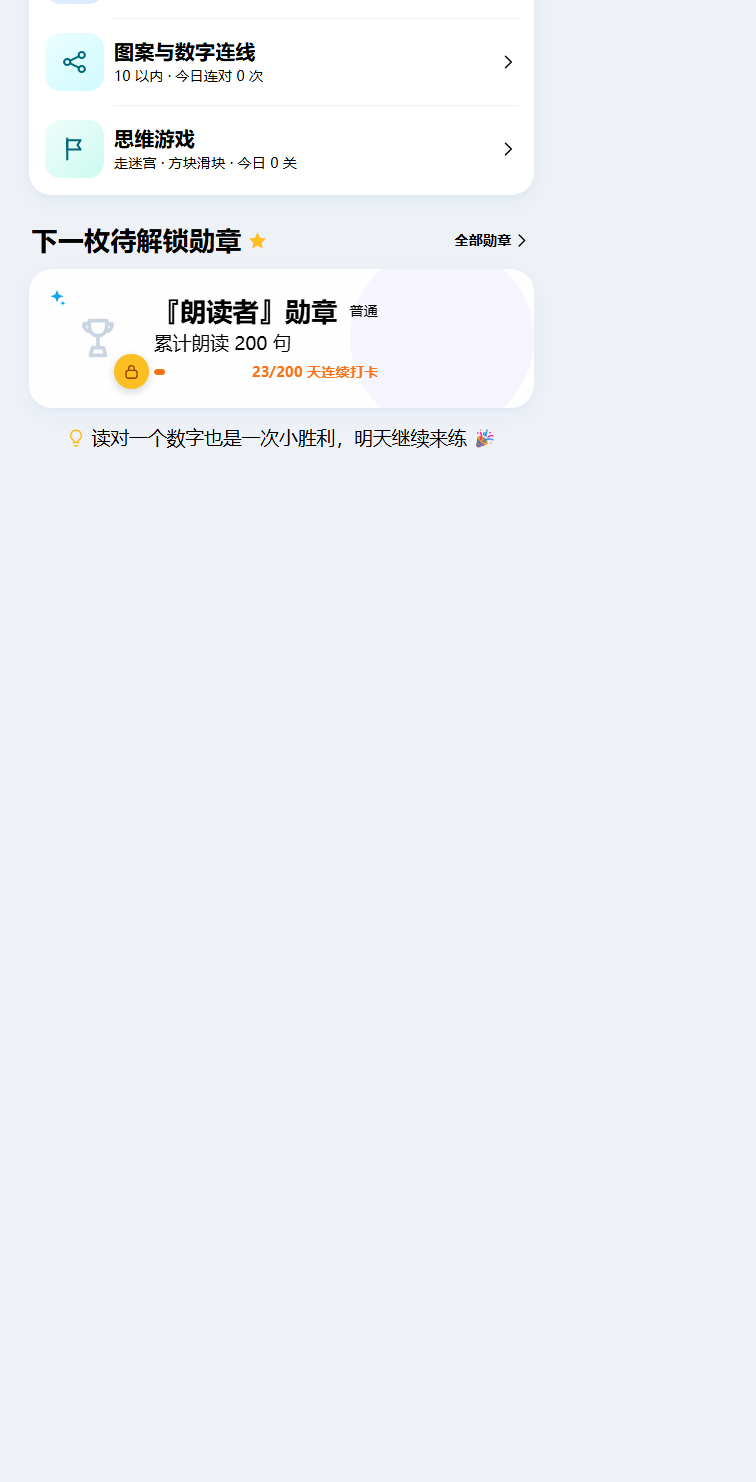 图案与数字连线
10 以内 · 今日连对 0 次
思维游戏
走迷宫 · 方块滑块 · 今日 0 关
下一枚待解锁勋章
全部勋章
『朗读者』勋章 普通
累计朗读 200 句
23/200 天连续打卡
读对一个数字也是一次小胜利，明天继续来练 🎉